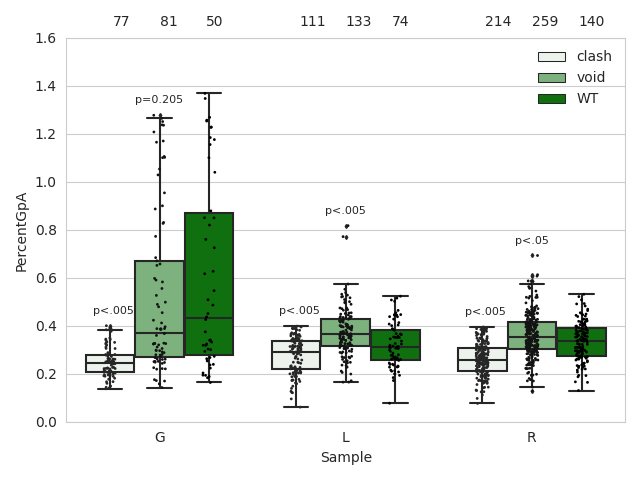 77 81 50 111 133 74 214 259 140
1.6
1.4
1.2
1.0
0.8
0.6
0.4
0.2
0.0
PercentGpA
clash
void
WT
p<.005
p=0.205
p<.005
p<.005
p<.005
p<.05
G L R
Sample